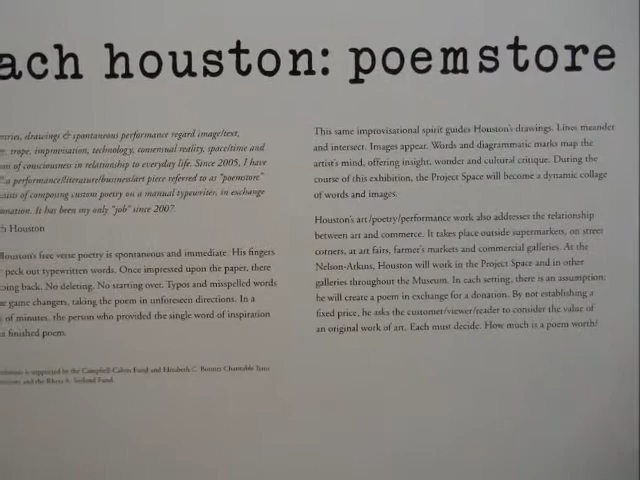 ach houston: poemstore
entries, drawings & spontaneous performance regard image/text,
trope, improvisation, technology, consensual reality, space/time and
of consciousness in relationship to everyday life. Since 2005, I have
a performance/literature/business/art piece referred to as "poemstore"
of composing custom poetry on a manual typewriter, in exchange
It has been my only "job" since 2007.
Houston
Houston's free verse poetry is spontaneous and immediate. His fingers
peck out typewritten words. Once impressed upon the paper, there
going back. No deleting. No starting over. Typos and misspelled words
game changers, taking the poem in unforeseen directions. In a
of minutes, the person who provided the single word of inspiration
a finished poem.
is supported by the Campbell-Calvin Fund and Elizabeth C. Bonner Charitable Trust
and the Rheta A. Sosland Fund.
This same improvisational spirit guides Houston's drawings. Lines meander
and intersect. Images appear. Words and diagrammatic marks map the
artist's mind, offering insight, wonder and cultural critique. During the
course of this exhibition, the Project Space will become a dynamic collage
of words and images.
Houston's art/poetry/performance work also addresses the relationship
between art and commerce. It takes place outside supermarkets, on street
corners, at art fairs, farmer's markets and commercial galleries. At the
Nelson-Atkins, Houston will work in the Project Space and in other
galleries throughout the Museum. In each setting, there is an assumption:
he will create a poem in exchange for a donation. By not establishing a
fixed price, he asks the customer/viewer/reader to consider the value of
an original work of art. Each must decide. How much is a poem worth?